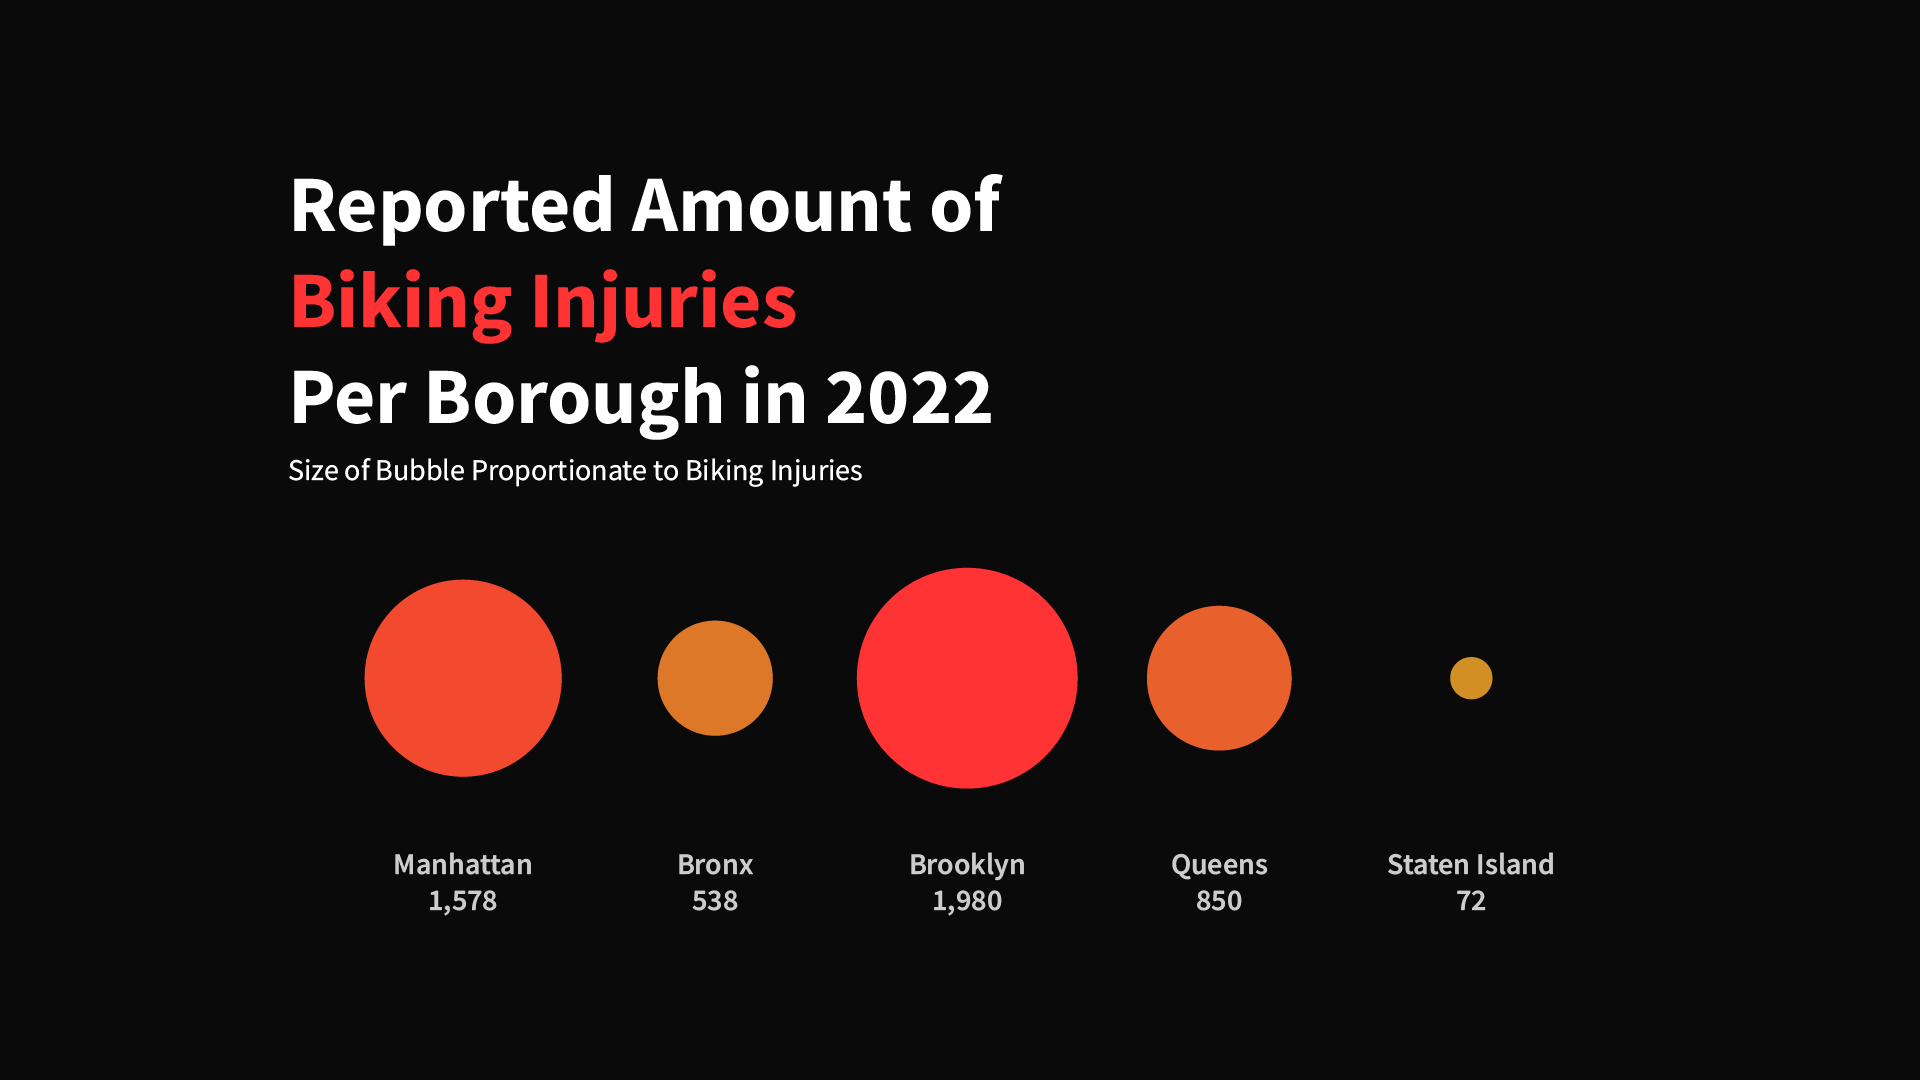 Reported Amount of
Biking Injuries
Per Borough in 2022
Size of Bubble Proportionate to Biking Injuries
Manhattan
1,578
Bronx
538
Brooklyn
1,980
Queens
850
Staten Island
72